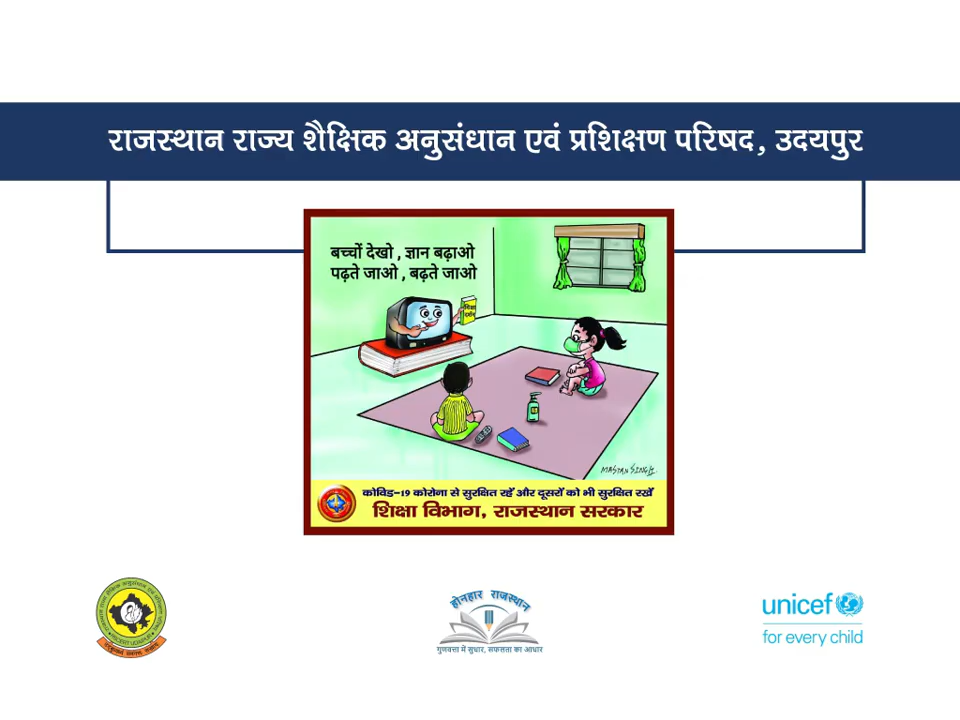 राजस्थान राज्य शैक्षिक अनुसंधान एवं प्रशिक्षण परिषद, उदयपुर
बच्चों देखो, ज्ञान बढ़ाओ
पढ़ते जाओ, बढ़ते जाओ
शिक्षा
दर्शन
MASTAN SINGH
कोविड-19 कोरोना से सुरक्षित रहें और दूसरों को भी सुरक्षित रखें
शिक्षा विभाग, राजस्थान सरकार
होनहार राजस्थान
गुणवत्ता में सुधार, सफलता का आधार
unicef
for every child